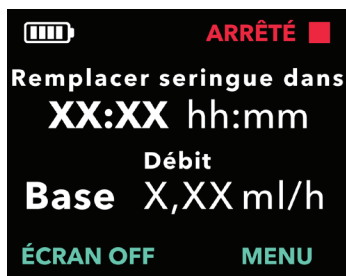 ARRÊTÉ
Remplacer seringue dans
XX:XX hh:mm
Débit
Base X,XX ml/h
ÉCRAN OFF MENU